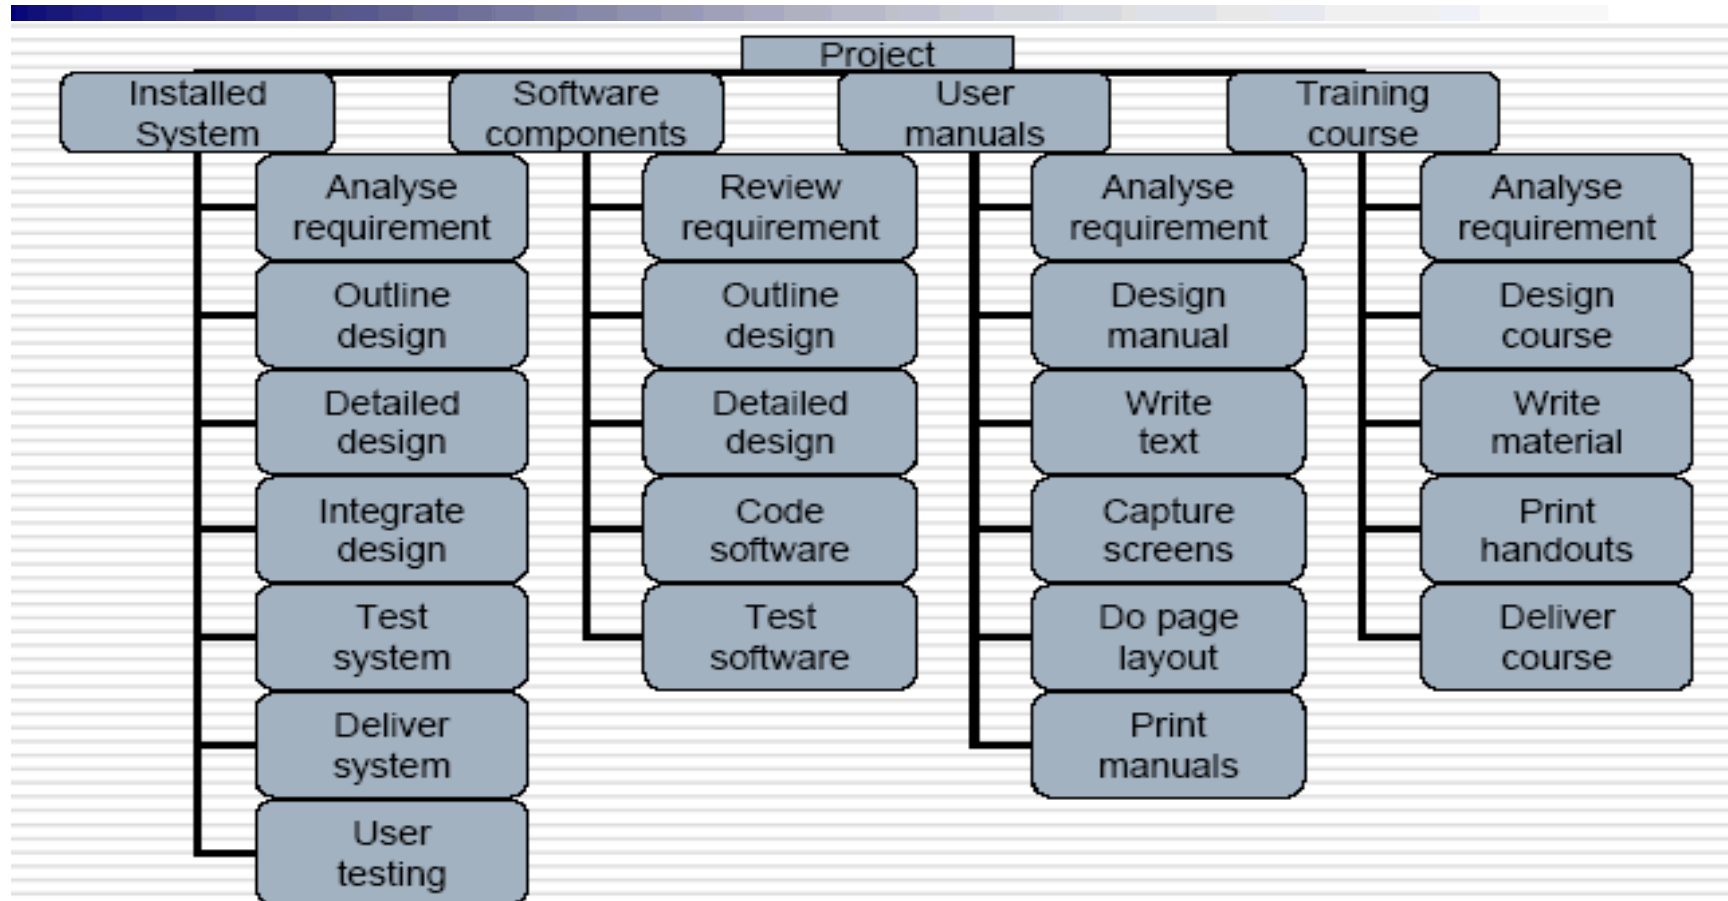 Project
Installed
System
Analyse
requirement
Outline
design
Detailed
design
Integrate
design
Test
system
Deliver
system
User
testing
Software
components
Review
requirement
Outline
design
Detailed
design
Code
software
Test
software
User
manuals
Analyse
requirement
Design
manual
Write
text
Capture
screens
Do page
layout
Print
manuals
Training
course
Analyse
requirement
Design
course
Write
material
Print
handouts
Deliver
course